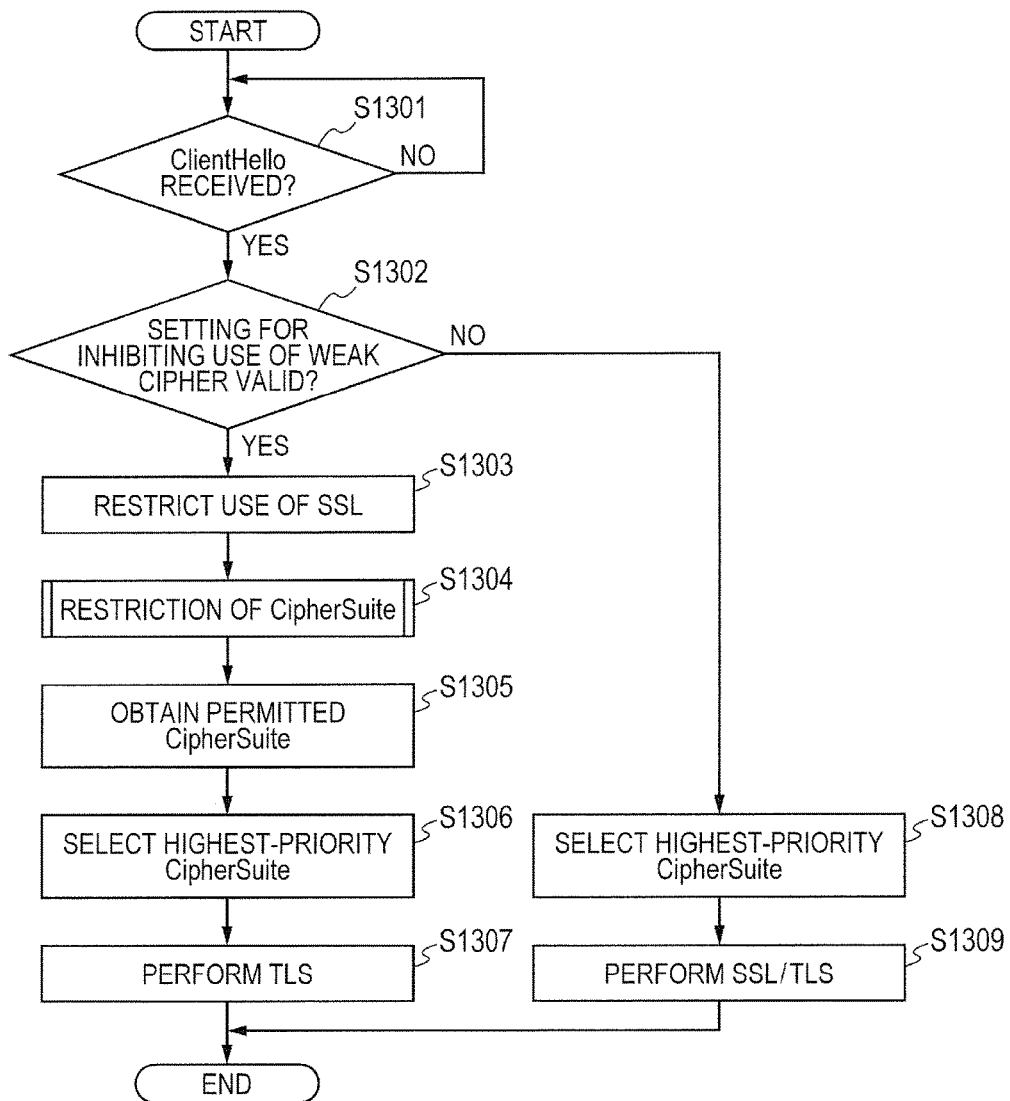 START
S1301
ClientHello
RECEIVED?
NO
YES
S1302
SETTING FOR
INHIBITING USE OF WEAK
CIPHER VALID?
NO
YES
S1303
RESTRICT USE OF SSL
S1304
RESTRICTION OF CipherSuite
S1305
OBTAIN PERMITTED
CipherSuite
S1306
SELECT HIGHEST-PRIORITY
CipherSuite
S1308
SELECT HIGHEST-PRIORITY
CipherSuite
S1307
PERFORM TLS
S1309
PERFORM SSL/TLS
END